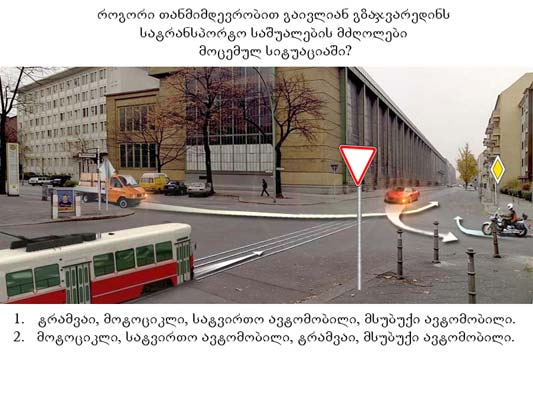 როგორი თანმიმდევრობით გაივლიან გზაჯვარედინს
სატრანსპორტო საშუალების მძღოლები
მოცემულ სიტუაციაში?
1. ტრამვაი, მოტოციკლი, სატვირთო ავტომობილი, მსუბუქი ავტომობილი.
2. მოტოციკლი, სატვირთო ავტომობილი, ტრამვაი, მსუბუქი ავტომობილი.